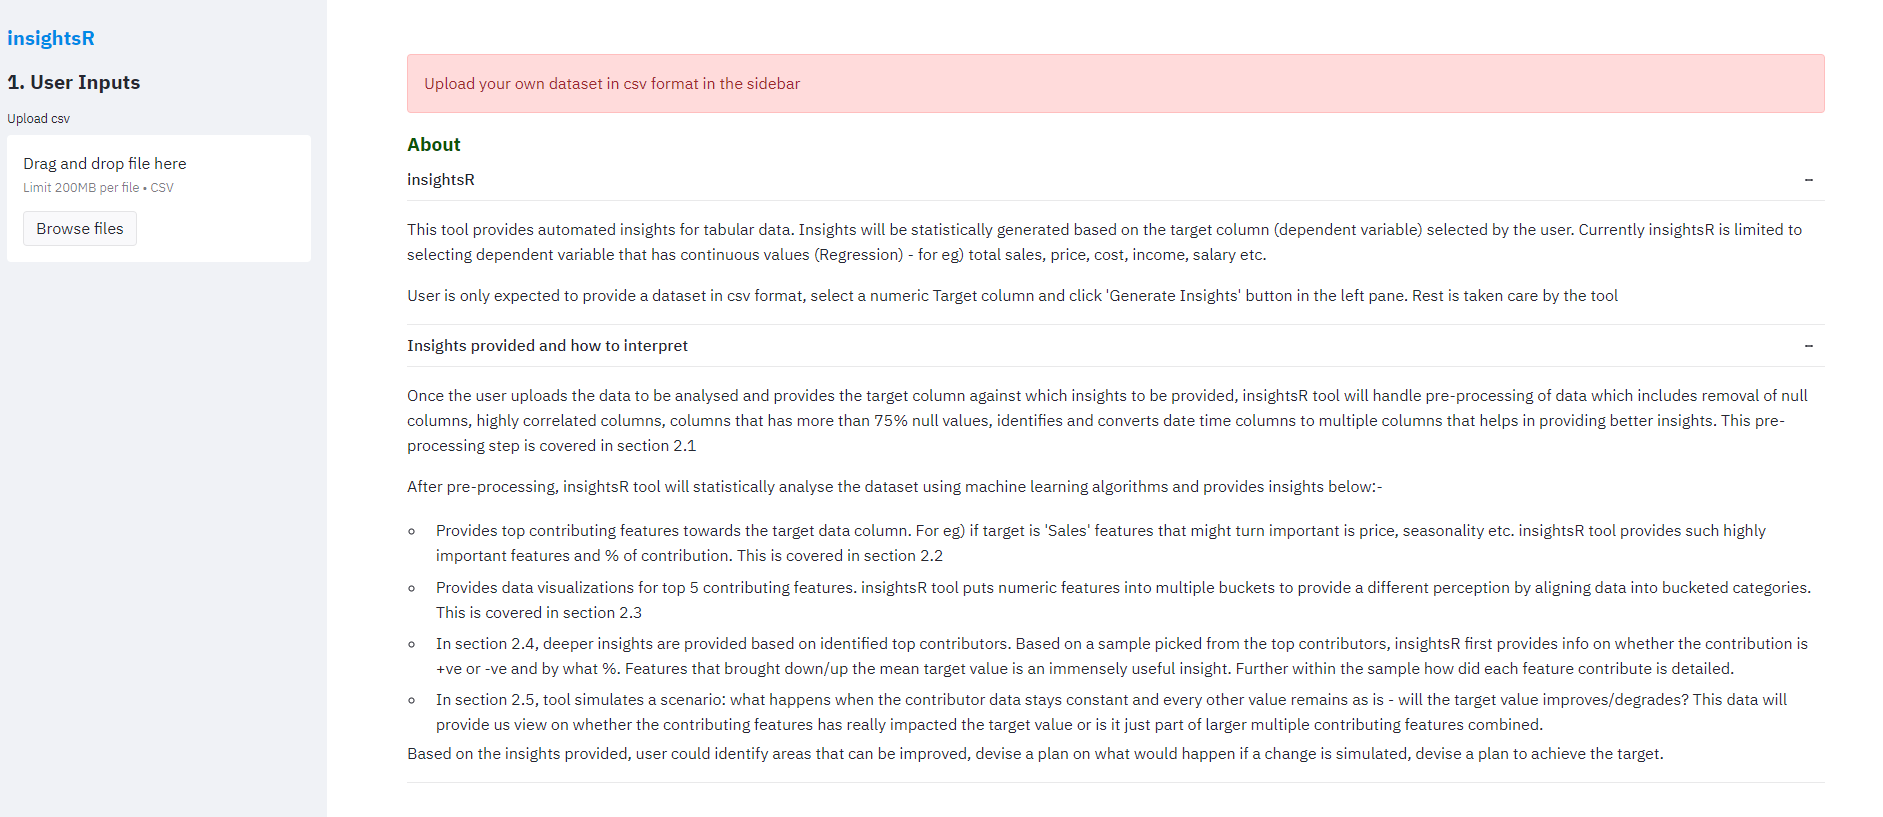 insightsR
1. User Inputs
Upload csv
Drag and drop file here
Limit 200MB per file • CSV
Browse files
Upload your own dataset in csv format in the sidebar
About
insightsR
This tool provides automated insights for tabular data. Insights will be statistically generated based on the target column (dependent variable) selected by the user. Currently insightsR is limited to
selecting dependent variable that has continuous values (Regression) - for eg) total sales, price, cost, income, salary etc.
User is only expected to provide a dataset in csv format, select a numeric Target column and click 'Generate Insights' button in the left pane. Rest is taken care by the tool
Insights provided and how to interpret
Once the user uploads the data to be analysed and provides the target column against which insights to be provided, insightsR tool will handle pre-processing of data which includes removal of null
columns, highly correlated columns, columns that has more than 75% null values, identifies and converts date time columns to multiple columns that helps in providing better insights. This pre-
processing step is covered in section 2.1
After pre-processing, insightsR tool will statistically analyse the dataset using machine learning algorithms and provides insights below:-
Provides top contributing features towards the target data column. For eg) if target is 'Sales' features that might turn important is price, seasonality etc. insightsR tool provides such highly
important features and % of contribution. This is covered in section 2.2
Provides data visualizations for top 5 contributing features. insightsR tool puts numeric features into multiple buckets to provide a different perception by aligning data into bucketed categories.
This is covered in section 2.3
In section 2.4, deeper insights are provided based on identified top contributors. Based on a sample picked from the top contributors, insightsR first provides info on whether the contribution is
+ve or -ve and by what %. Features that brought down/up the mean target value is an immensely useful insight. Further within the sample how did each feature contribute is detailed.
In section 2.5, tool simulates a scenario: what happens when the contributor data stays constant and every other value remains as is - will the target value improves/degrades? This data will
provide us view on whether the contributing features has really impacted the target value or is it just part of larger multiple contributing features combined.
Based on the insights provided, user could identify areas that can be improved, devise a plan on what would happen if a change is simulated, devise a plan to achieve the target.